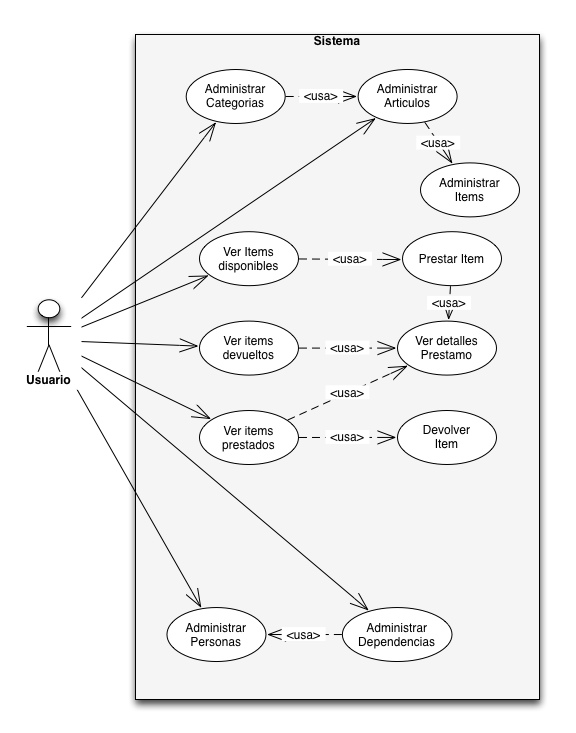 Sistema
Administrar
Categorias
<usa>
Administrar
Articulos
<usa>
Administrar
Items
Ver Items
disponibles
<usa>
Prestar Item
<usa>
Usuario
Ver items
devueltos
<usa>
Ver detalles
Prestamo
<usa>
Ver items
prestados
<usa>
Devolver
Item
Administrar
Personas
<usa>
Administrar
Dependencias